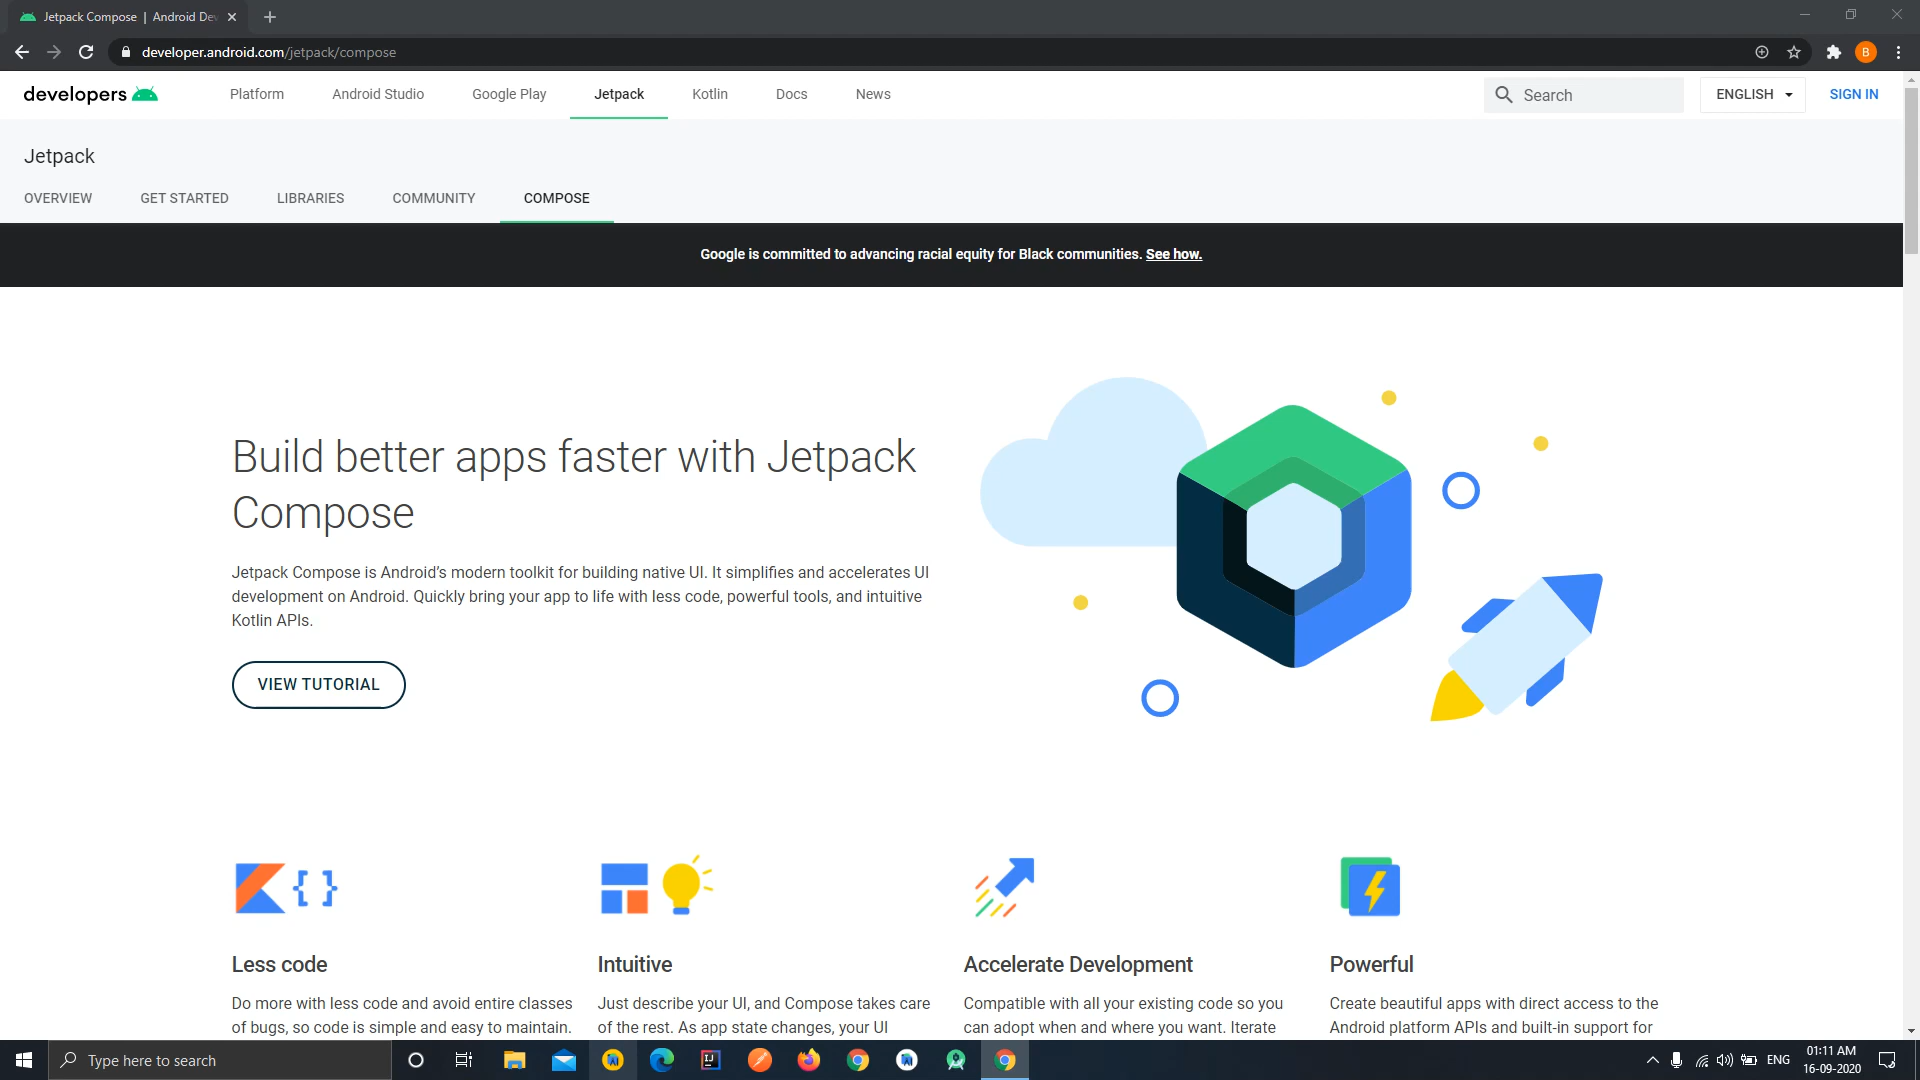 Jetpack Compose | Android Dev
developer.android.com/jetpack/compose
B
developers
Platform
Android Studio
Google Play
Jetpack
Kotlin
Docs
News
Search
ENGLISH
SIGN IN
Jetpack
OVERVIEW
GET STARTED
LIBRARIES
COMMUNITY
COMPOSE
Google is committed to advancing racial equity for Black communities. See how.
Build better apps faster with Jetpack
Compose
Jetpack Compose is Android’s modern toolkit for building native UI. It simplifies and accelerates UI
development on Android. Quickly bring your app to life with less code, powerful tools, and intuitive
Kotlin APIs.
VIEW TUTORIAL
{ }
Less code
Do more with less code and avoid entire classes
of bugs, so code is simple and easy to maintain.
Intuitive
Just describe your UI, and Compose takes care
of the rest. As app state changes, your UI
Accelerate Development
Compatible with all your existing code so you
can adopt when and where you want. Iterate
Powerful
Create beautiful apps with direct access to the
Android platform APIs and built-in support for
Type here to search
IJ
ENG
01:11 AM
16-09-2020